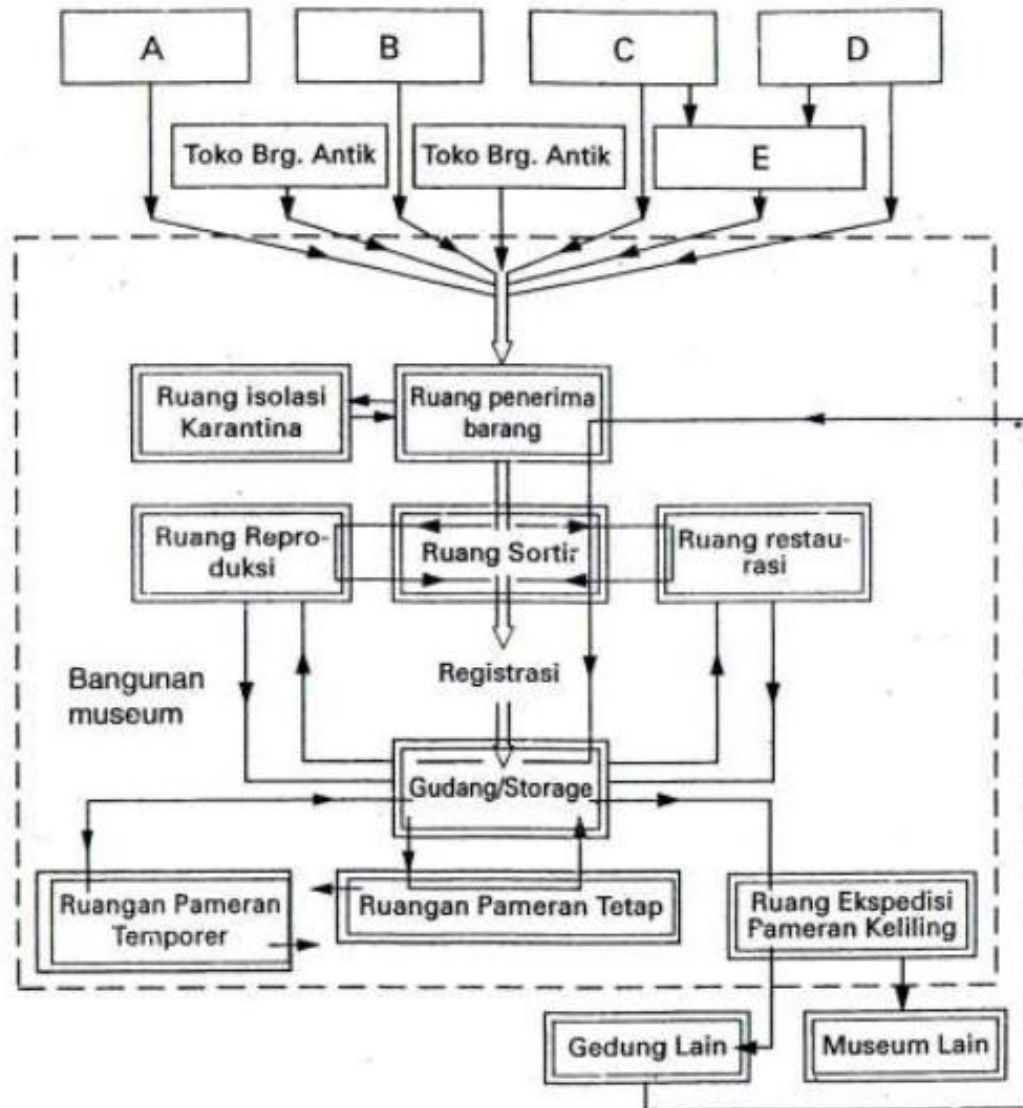 A
B
C
D
Toko Brg. Antik
Toko Brg. Antik
E
Ruang isolasi
Karantina
Ruang penerima
barang
Ruang Repro-
duksi
Ruang Sortir
Ruang restau-
rasi
Registrasi
Bangunan
museum
Gudang/Storage
Ruangan Pameran
Temporer
Ruangan Pameran Tetap
Ruang Ekspedisi
Pameran Keliling
Gedung Lain
Museum Lain